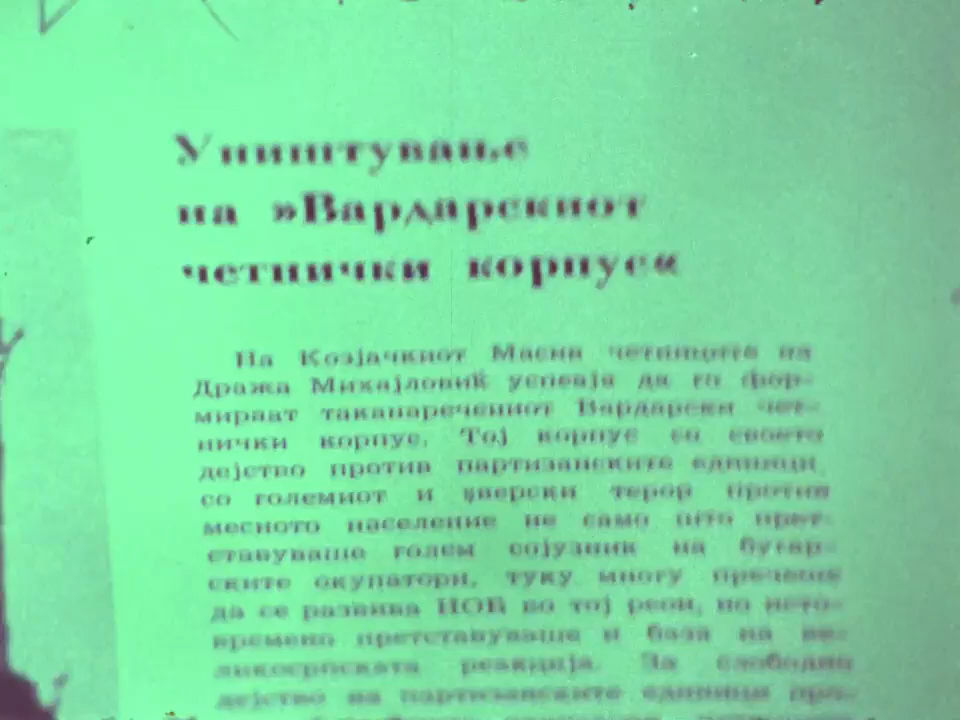 Уништување
на »Вардарскиот
четнички корпус«
На Козјачкиот Масив четниците на
Дража Михајловиќ успеваја да го фор-
мираат таканаречениот Вардарски чет-
нички корпус. Тој корпус со своето
дејство против партизанските единици,
со големиот и ѕверски терор против
месното население не само што прет-
ставуваше голем сојузник на бугар-
ските окупатори, туку многу пречеше
да се развива НОВ во тој реон, но исто-
времено претставуваше и база на ве-
ликосрпската реакција. За слободно
дејство на партизанските единици